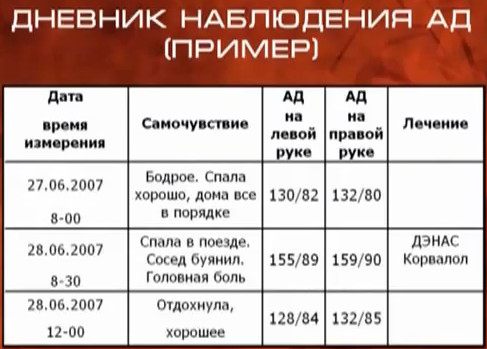 ДНЕВНИК НАБЛЮДЕНИЯ АД
(ПРИМЕР)
Дата
время
измерения
Самочувствие
АД
на
левой
руке
АД
на
правой
руке
Лечение
27.06.2007
8-00
Бодрое. Спала
хорошо, дома все
в порядке
130/82
132/80
28.06.2007
8-30
Спала в поезде.
Сосед буянил.
Головная боль
155/89
159/90
ДЭНАС
Корвалол
28.06.2007
12-00
Отдохнула,
хорошее
128/84
132/85